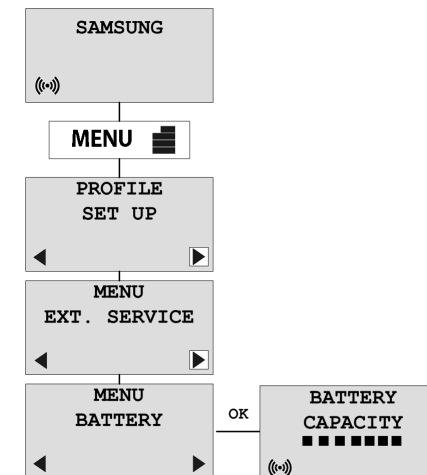 SAMSUNG
MENU
PROFILE
SET UP
MENU
EXT. SERVICE
MENU
BATTERY
OK
BATTERY
CAPACITY